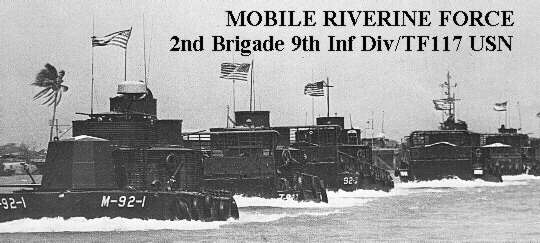 MOBILE RIVERINE FORCE
2nd Brigade 9th Inf Div/TF117 USN
-92-1
M-92-1